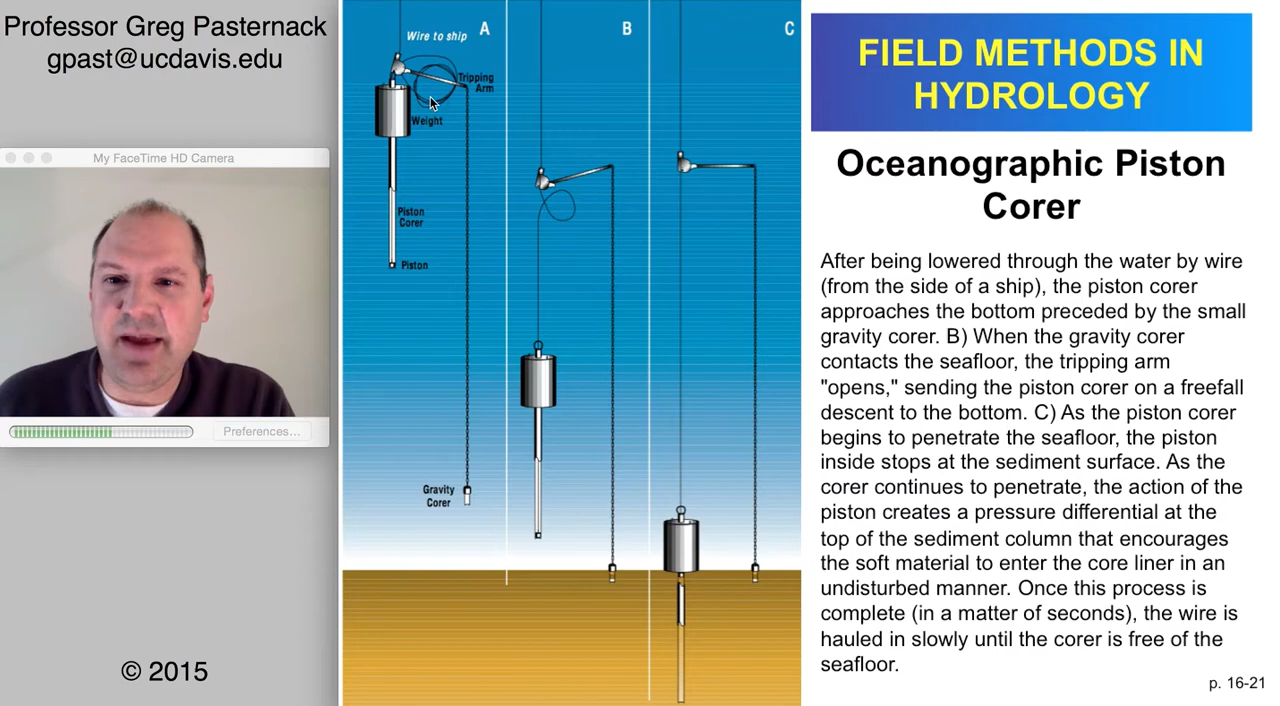 Professor Greg Pasternack
gpast@ucdavis.edu
My FaceTime HD Camera
Preferences...
© 2015
A
Wire to ship
Tripping
Arm
Weight
Piston
Corer
Piston
Gravity
Corer
B
C
FIELD METHODS IN
HYDROLOGY
Oceanographic Piston
Corer
After being lowered through the water by wire
(from the side of a ship), the piston corer
approaches the bottom preceded by the small
gravity corer. B) When the gravity corer
contacts the seafloor, the tripping arm
"opens," sending the piston corer on a freefall
descent to the bottom. C) As the piston corer
begins to penetrate the seafloor, the piston
inside stops at the sediment surface. As the
corer continues to penetrate, the action of the
piston creates a pressure differential at the
top of the sediment column that encourages
the soft material to enter the core liner in an
undisturbed manner. Once this process is
complete (in a matter of seconds), the wire is
hauled in slowly until the corer is free of the
seafloor.
p. 16-21